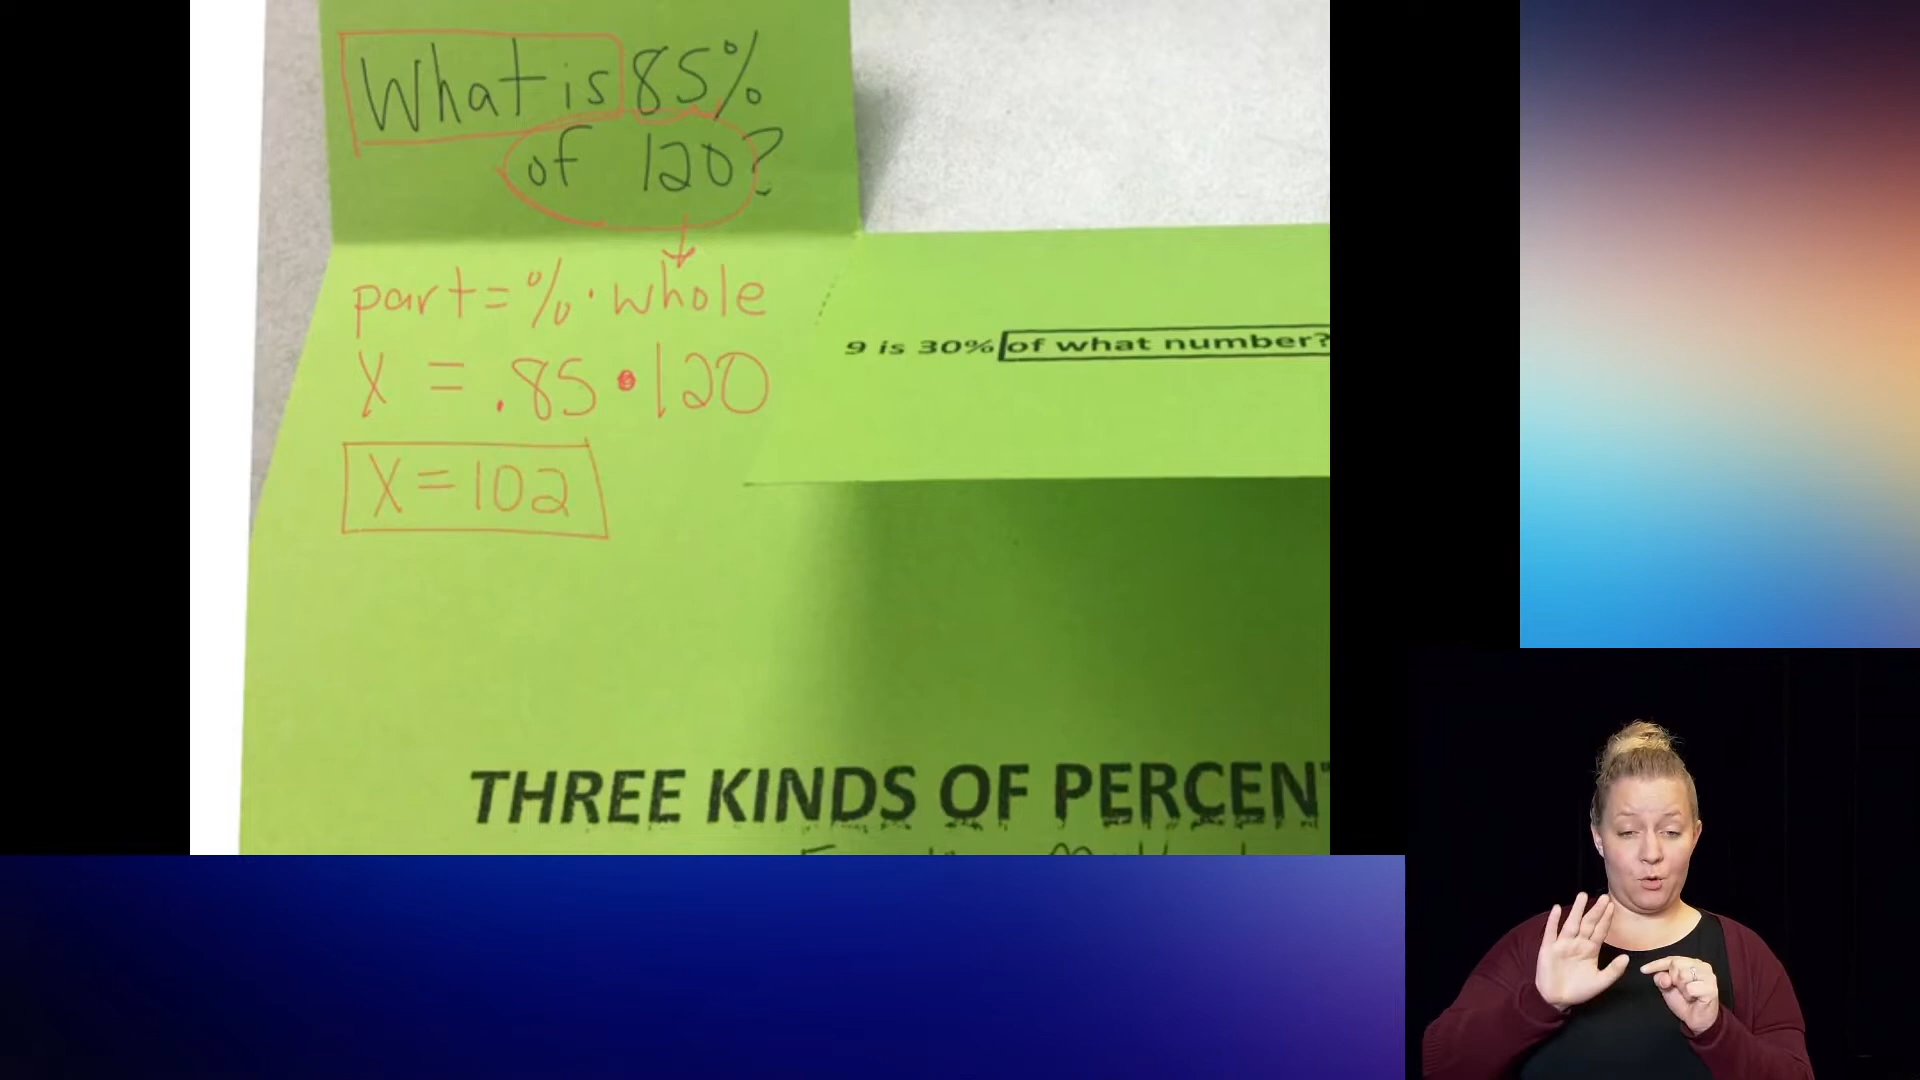 What is 85%
of 120?
part = % · whole
X = .85 • 120
X = 102
9 is 30% of what number?
THREE KINDS OF PERCENT